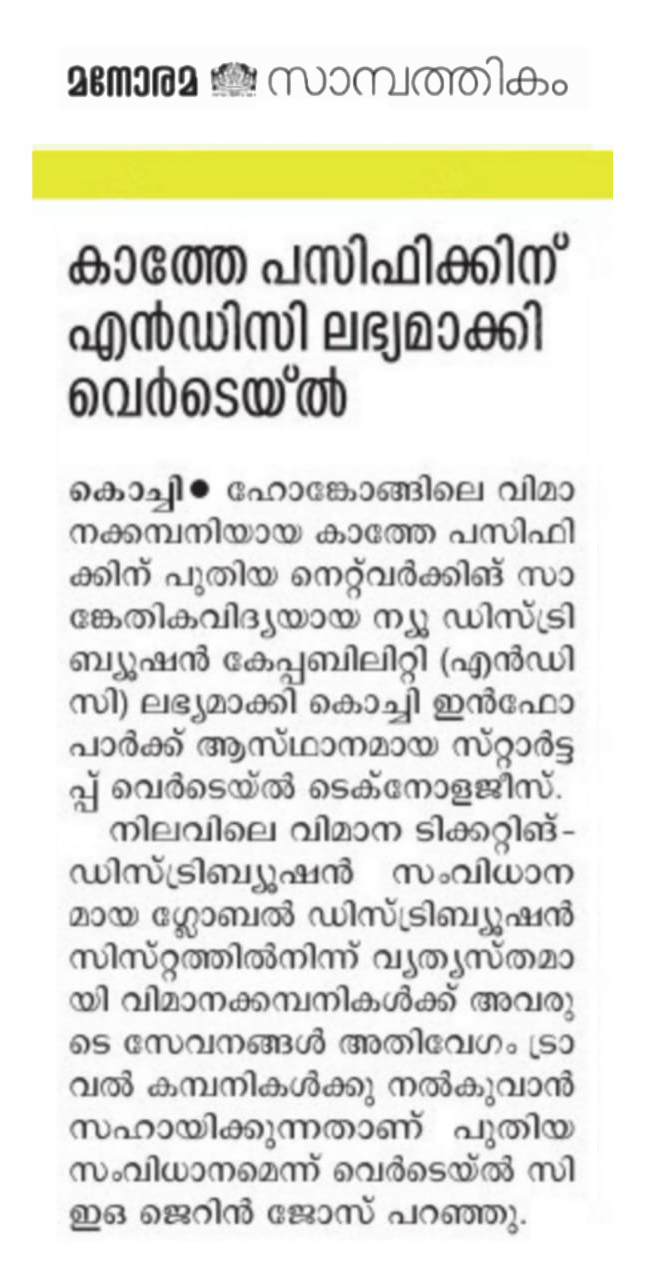 മനോരമ സാമ്പത്തികം
കാത്തേ പസിഫിക്കിന്
എൻഡിസി ലഭ്യമാക്കി
വെർടെയ്ൽ
കൊച്ചി● ഹോങ്കോങ്ങിലെ വിമാ
നക്കമ്പനിയായ കാത്തേ പസിഫി
ക്കിന് പുതിയ നെറ്റ്‌വർക്കിങ് സാ
ങ്കേതികവിദ്യയായ ന്യൂ ഡിസ്ട്രി
ബ്യൂഷൻ കേപ്പബിലിറ്റി (എൻഡി
സി) ലഭ്യമാക്കി കൊച്ചി ഇൻഫോ
പാർക്ക് ആസ്ഥാനമായ സ്റ്റാർട്ട
പ്പ് വെർടെയ്ൽ ടെക്നോളജീസ്.
നിലവിലെ വിമാന ടിക്കറ്റിങ്-
ഡിസ്ട്രിബ്യൂഷൻ സംവിധാന
മായ ഗ്ലോബൽ ഡിസ്ട്രിബ്യൂഷൻ
സിസ്റ്റത്തിൽനിന്ന് വ്യത്യസ്തമാ
യി വിമാനക്കമ്പനികൾക്ക് അവരു
ടെ സേവനങ്ങൾ അതിവേഗം ട്രാ
വൽ കമ്പനികൾക്കു നൽകുവാൻ
സഹായിക്കുന്നതാണ് പുതിയ
സംവിധാനമെന്ന് വെർടെയ്ൽ സി
ഇഒ ജെറിൻ ജോസ് പറഞ്ഞു.